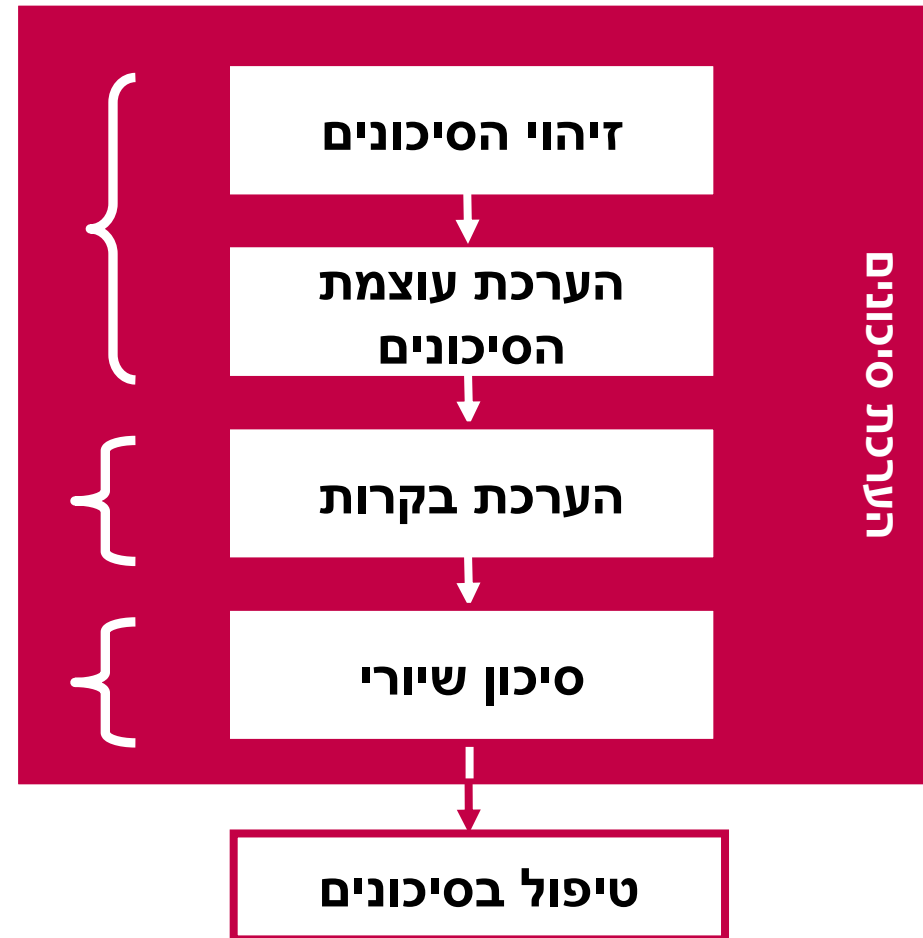 זיהוי הסיכונים
הערכת עוצמת
הסיכונים
הערכת בקרות
סיכון שיורי
הערכת סיכונים
טיפול בסיכונים